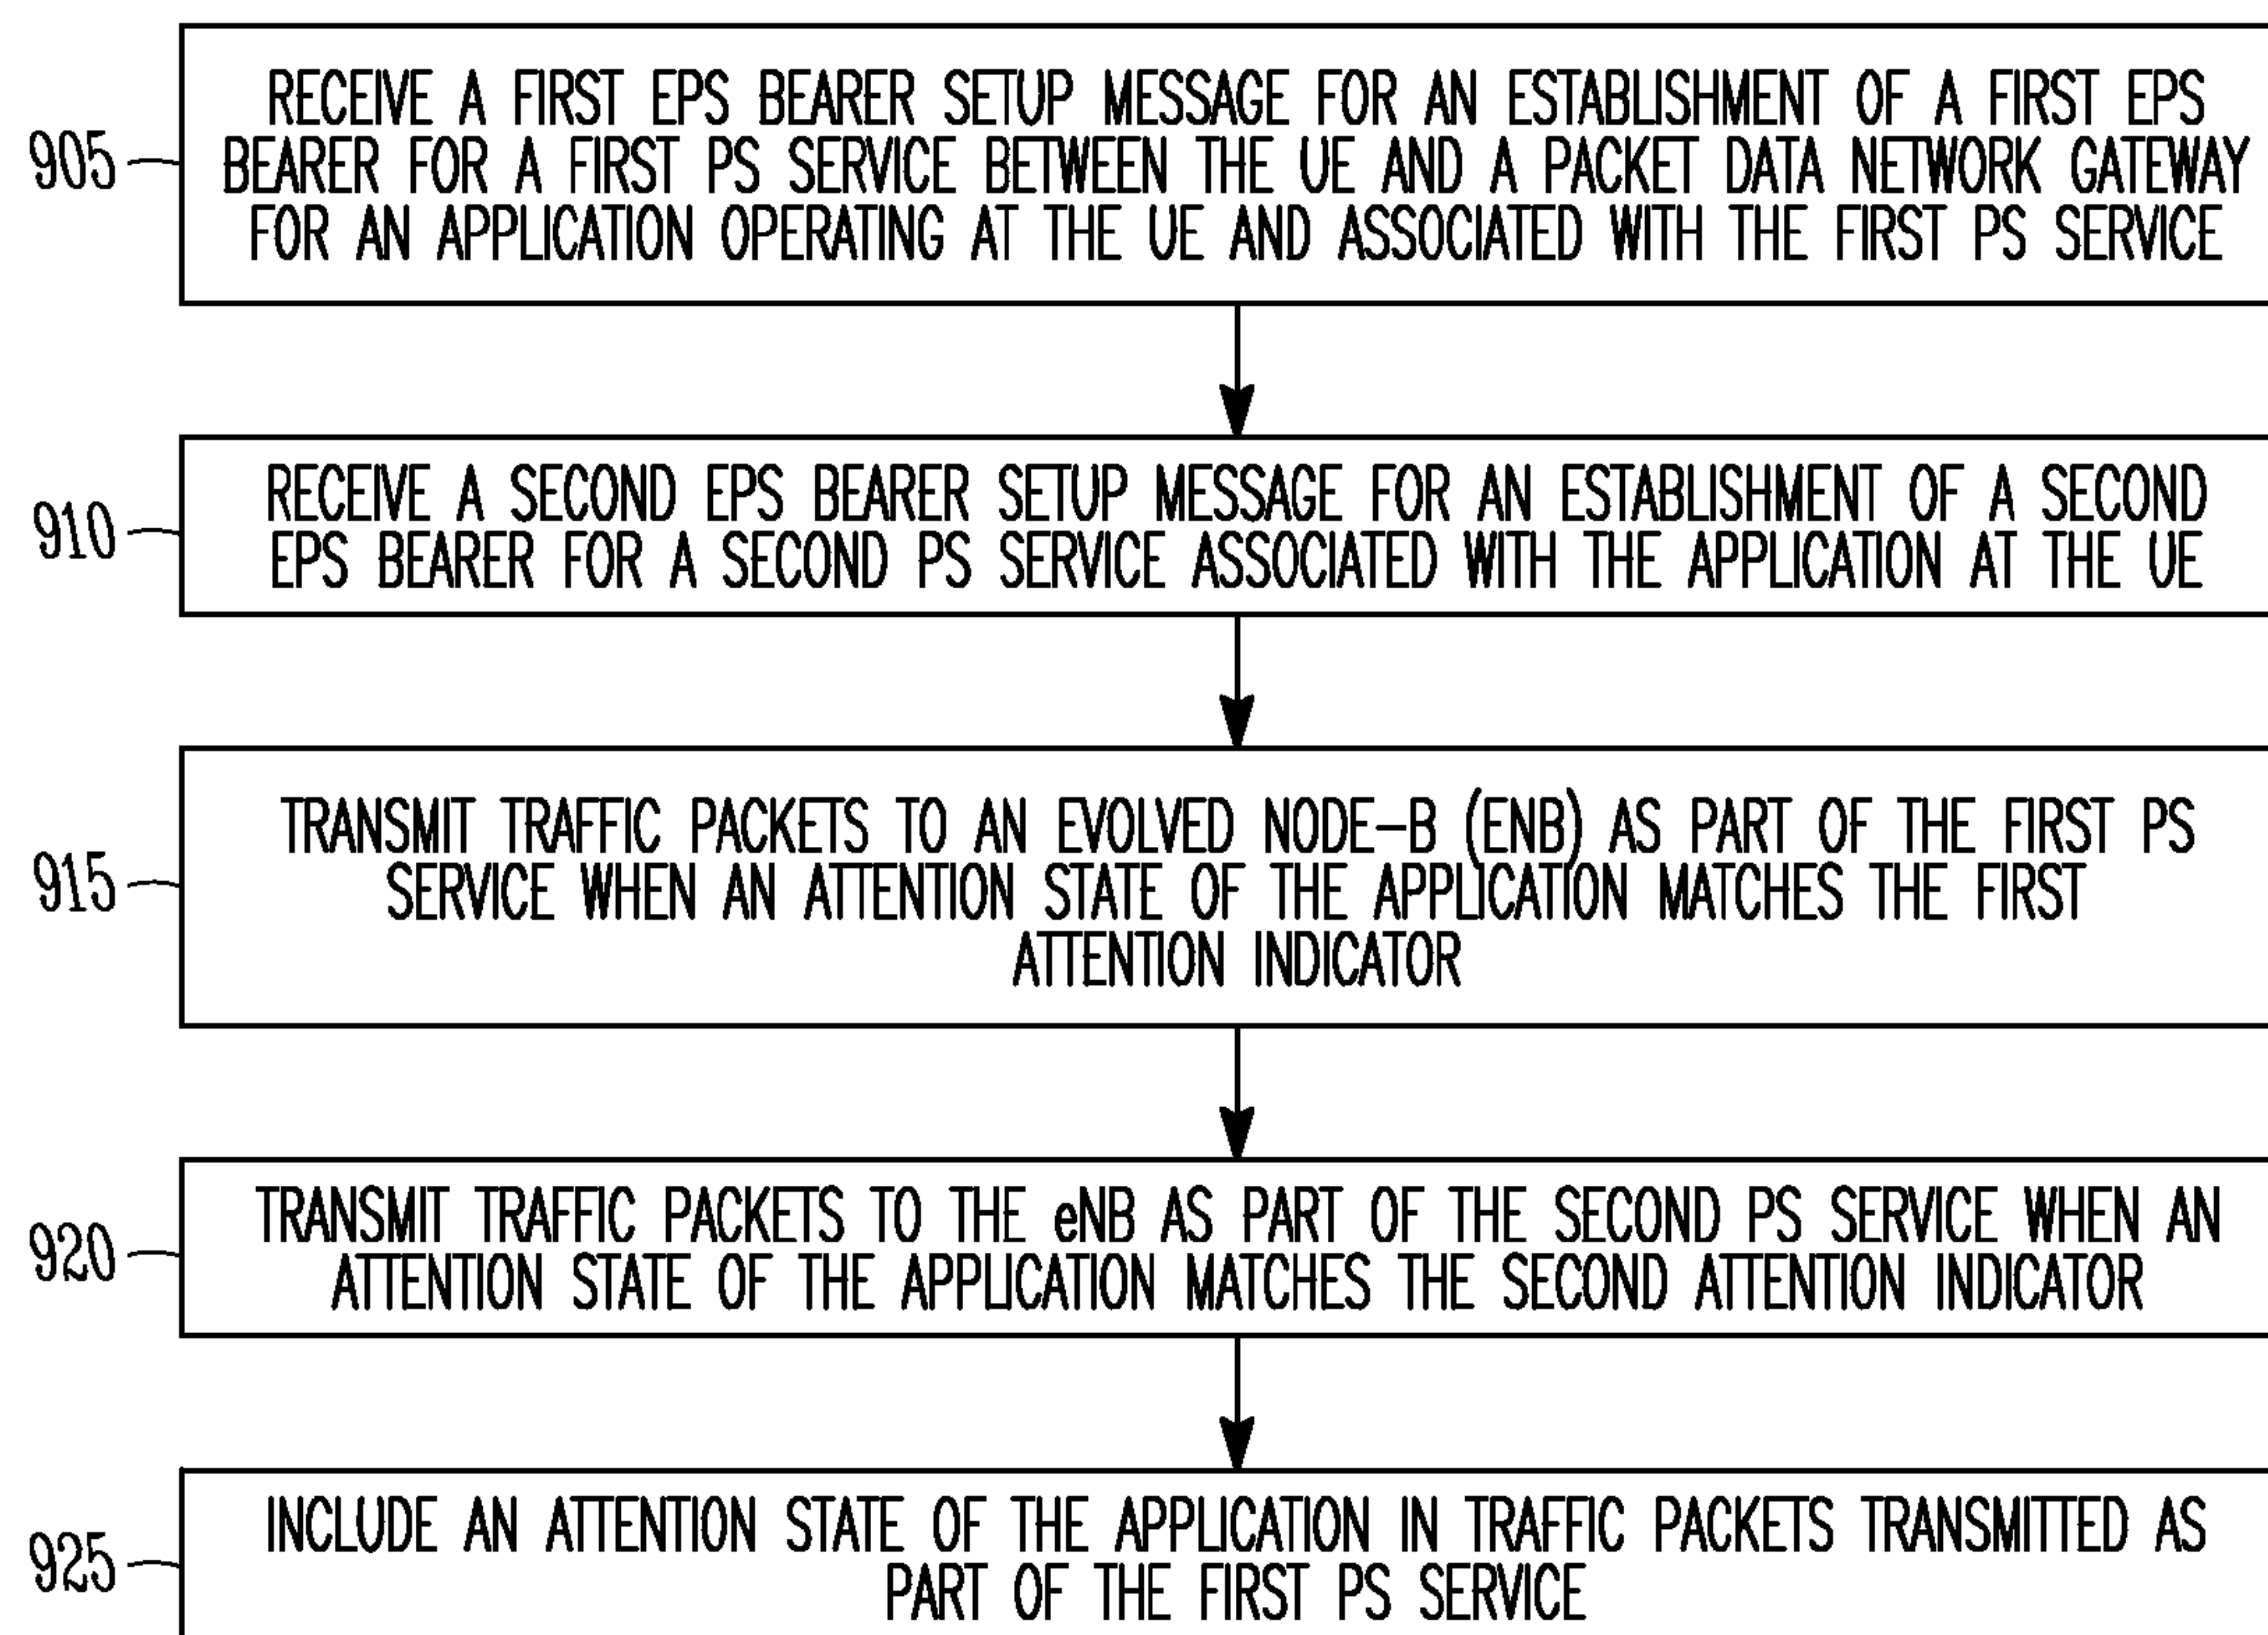 RECEIVE A FIRST EPS BEARER SETUP MESSAGE FOR AN ESTABLISHMENT OF A FIRST EPS
905
BEARER FOR A FIRST PS SERVICE BETWEEN THE UE AND A PACKET DATA NETWORK GATEWAY
FOR AN APPLICATION OPERATING AT THE UE AND ASSOCIATED WITH THE FIRST PS SERVICE
910
RECEIVE A SECOND EPS BEARER SETUP MESSAGE FOR AN ESTABLISHMENT OF A SECOND
EPS BEARER FOR A SECOND PS SERVICE ASSOCIATED WITH THE APPLICATION AT THE UE
TRANSMIT TRAFFIC PACKETS TO AN EVOLVED NODE-B (ENB) AS PART OF THE FIRST PS
915
SERVICE WHEN AN ATTENTION STATE OF THE APPLICATION MATCHES THE FIRST
ATTENTION INDICATOR
920
TRANSMIT TRAFFIC PACKETS TO THE eNB AS PART OF THE SECOND PS SERVICE WHEN AN
ATTENTION STATE OF THE APPLICATION MATCHES THE SECOND ATTENTION INDICATOR
925
INCLUDE AN ATTENTION STATE OF THE APPLICATION IN TRAFFIC PACKETS TRANSMITTED AS
PART OF THE FIRST PS SERVICE